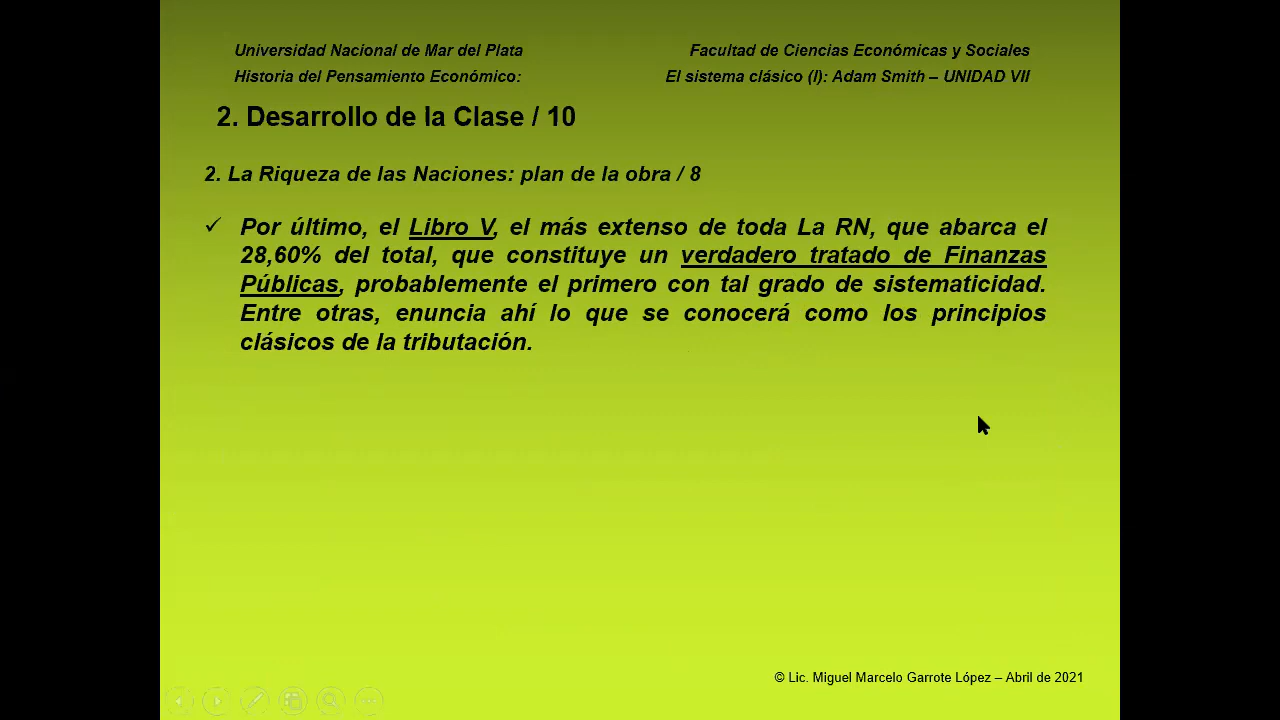 Universidad Nacional de Mar del Plata
Facultad de Ciencias Económicas y Sociales
Historia del Pensamiento Económico:
El sistema clásico (I): Adam Smith – UNIDAD VII
2. Desarrollo de la Clase / 10
2. La Riqueza de las Naciones: plan de la obra / 8
✓ Por último, el Libro V, el más extenso de toda La RN, que abarca el
28,60% del total, que constituye un verdadero tratado de Finanzas
Públicas, probablemente el primero con tal grado de sistematicidad.
Entre otras, enuncia ahí lo que se conocerá como los principios
clásicos de la tributación.
© Lic. Miguel Marcelo Garrote López – Abril de 2021